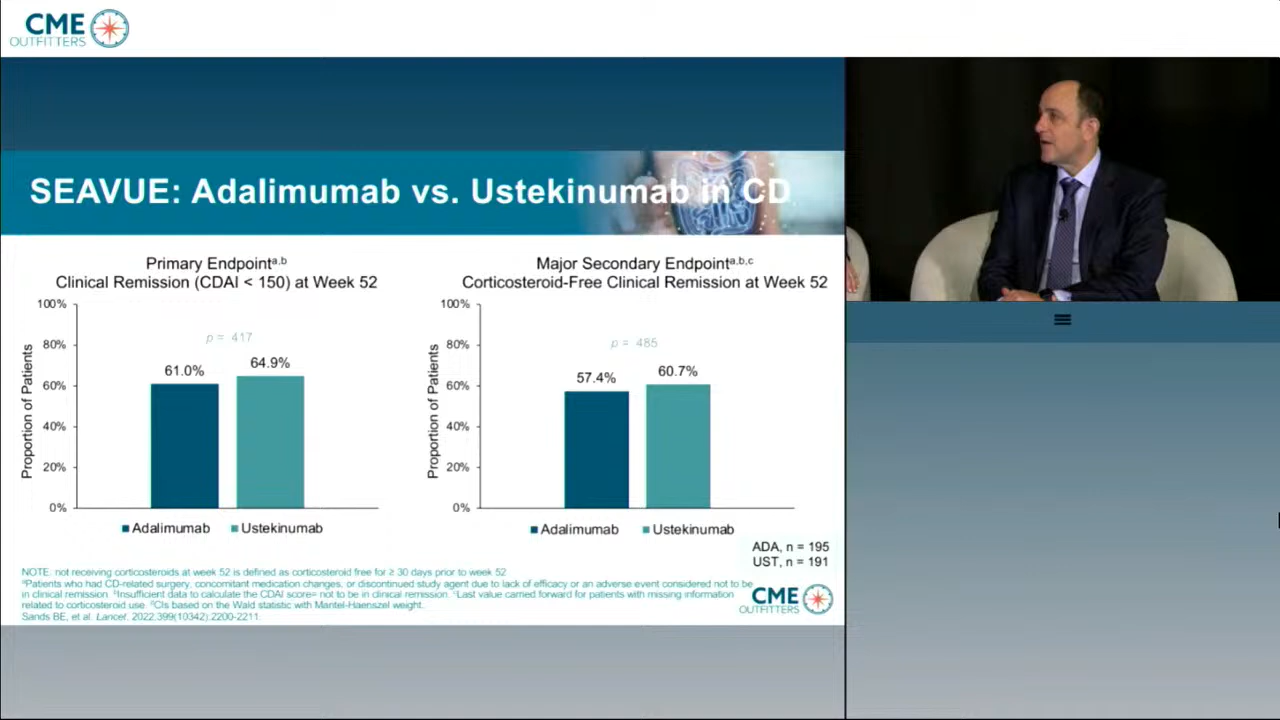 CME
OUTFITTERS
SEAVUE: Adalimumab vs. Ustekinumab in CD
Primary Endpointᵃ,ᵇ
Clinical Remission (CDAI < 150) at Week 52
100%
80%
60%
40%
20%
0%
Proportion of Patients
p = 417
61.0%
64.9%
Adalimumab
Ustekinumab
Major Secondary Endpointᵃ,ᵇ,ᶜ
Corticosteroid-Free Clinical Remission at Week 52
100%
80%
60%
40%
20%
0%
Proportion of Patients
p = 485
57.4%
60.7%
Adalimumab
Ustekinumab
ADA, n = 195
UST, n = 191
NOTE: not receiving corticosteroids at week 52 is defined as corticosteroid free for ≥ 30 days prior to week 52
ᵃPatients who had CD-related surgery, concomitant medication changes, or discontinued study agent due to lack of efficacy or an adverse event considered not to be
in clinical remission. ᵇInsufficient data to calculate the CDAI score= not to be in clinical remission. ᶜLast value carried forward for patients with missing information
related to corticosteroid use. CIs based on the Wald statistic with Mantel-Haenszel weight.
Sands BE, et al. Lancet. 2022;399(10342):2200-2211.
CME
OUTFITTERS